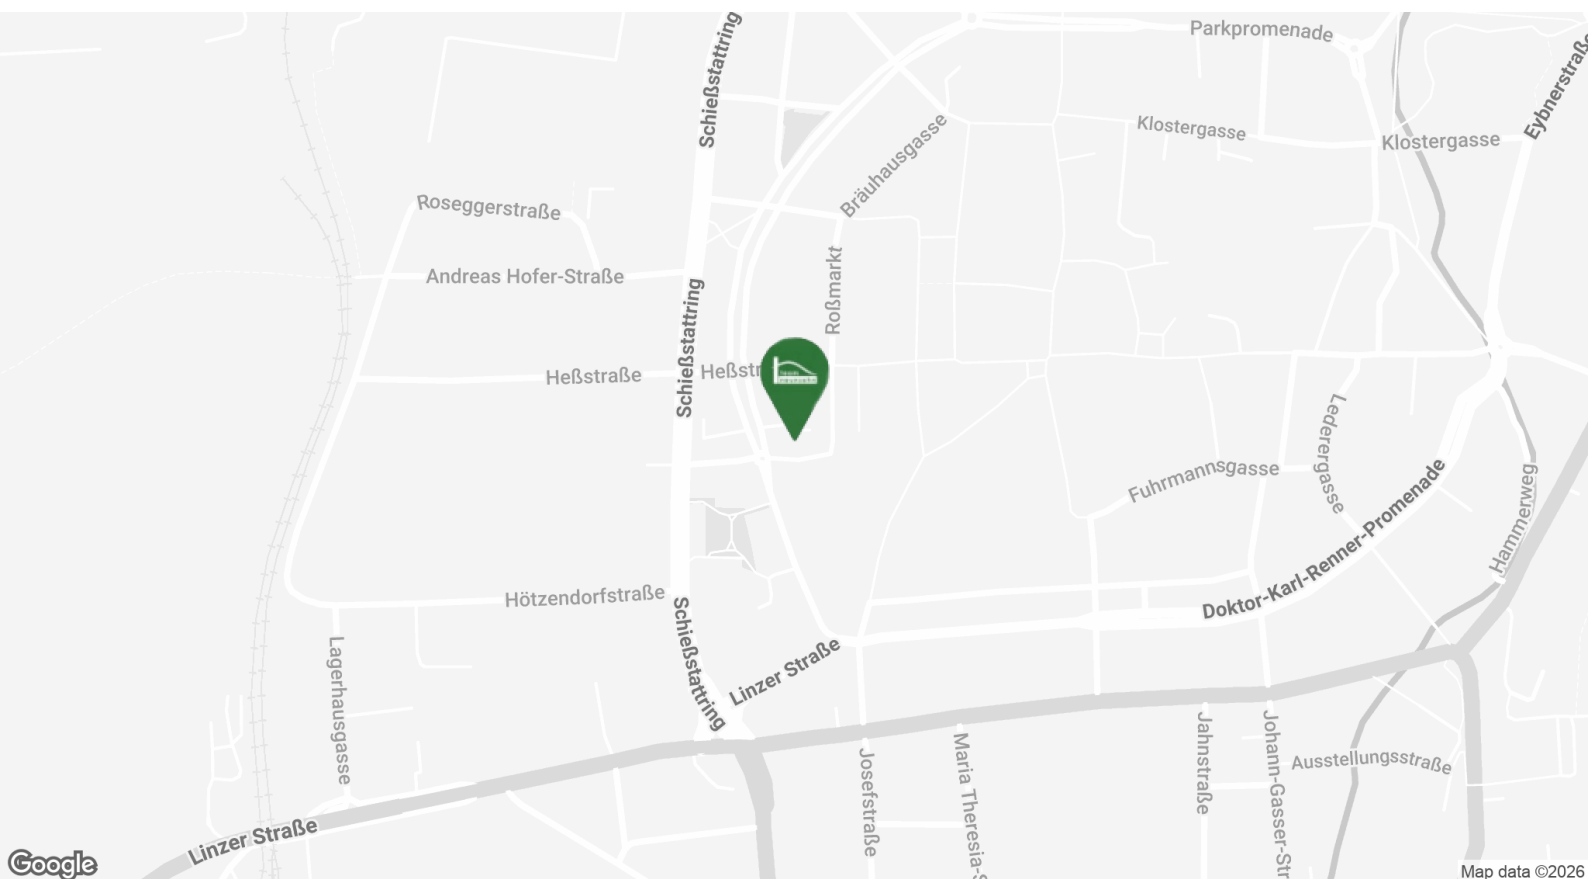 Parkpromenade
Schießstattring
Eybnerstraße
Klostergasse
Klostergasse
Bräuhausgasse
Roseggerstraße
Andreas Hofer-Straße
Roßmarkt
Schießstattring
Heßstraße
Heßstr
Lederergasse
Fuhrmannsgasse
Hammerweg
Doktor-Karl-Renner-Promenade
Hötzendorfstraße
Schießstattring
Lagerhausgasse
Linzer Straße
Josefstraße
Maria Theresia-S
Jahnstraße
Johann-Gasser-Str
Ausstellungsstraße
Linzer Straße
Google
Map data ©2026